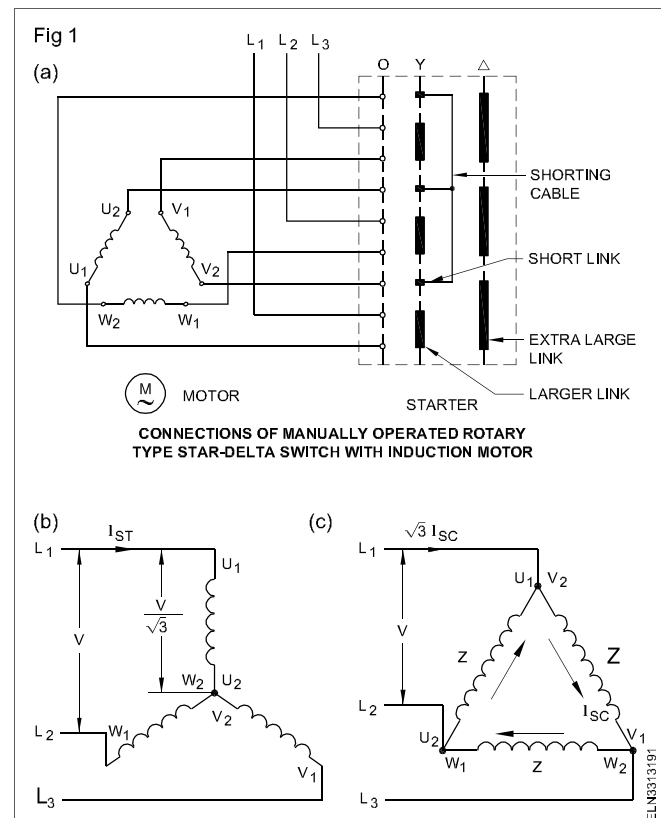 Fig 1
(a)
L1 L2 L3 O Y △
SHORTING
CABLE
U2 V1
U1 V2
SHORT LINK
W2 W1
EXTRA LARGE
LINK
M
~
MOTOR
STARTER
LARGER LINK
CONNECTIONS OF MANUALLY OPERATED ROTARY
TYPE STAR-DELTA SWITCH WITH INDUCTION MOTOR
(b)
IST
L1
U1
V
V/√3
W2 U2
V2
L2
W1
V1
L3
(c)
√3 ISC
L1
U1 V2
V
Z Z
ISC
L2
U2 V1
W1 W2
Z
L3
ELN3313191